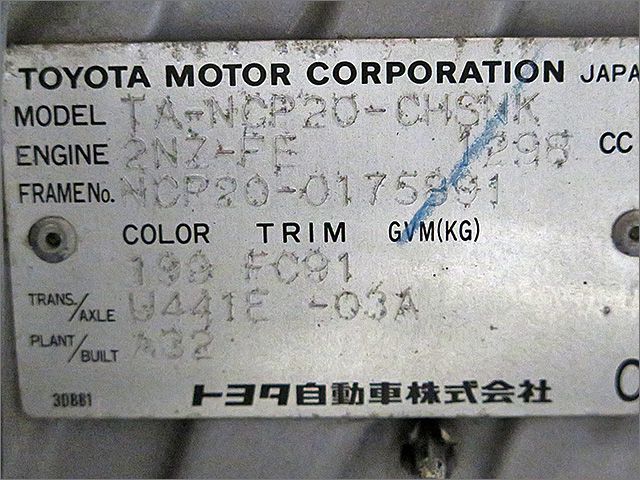 TOYOTA MOTOR CORPORATION JAPA
MODEL TA-NCP20-CHSNK
ENGINE 2NZ-FE 1298 CC
FRAME No. NCP20-0175991
COLOR TRIM GVM(KG)
199 FC91
TRANS./AXLE U441E -03A
PLANT/BUILT A32
30881 トヨタ自動車株式会社